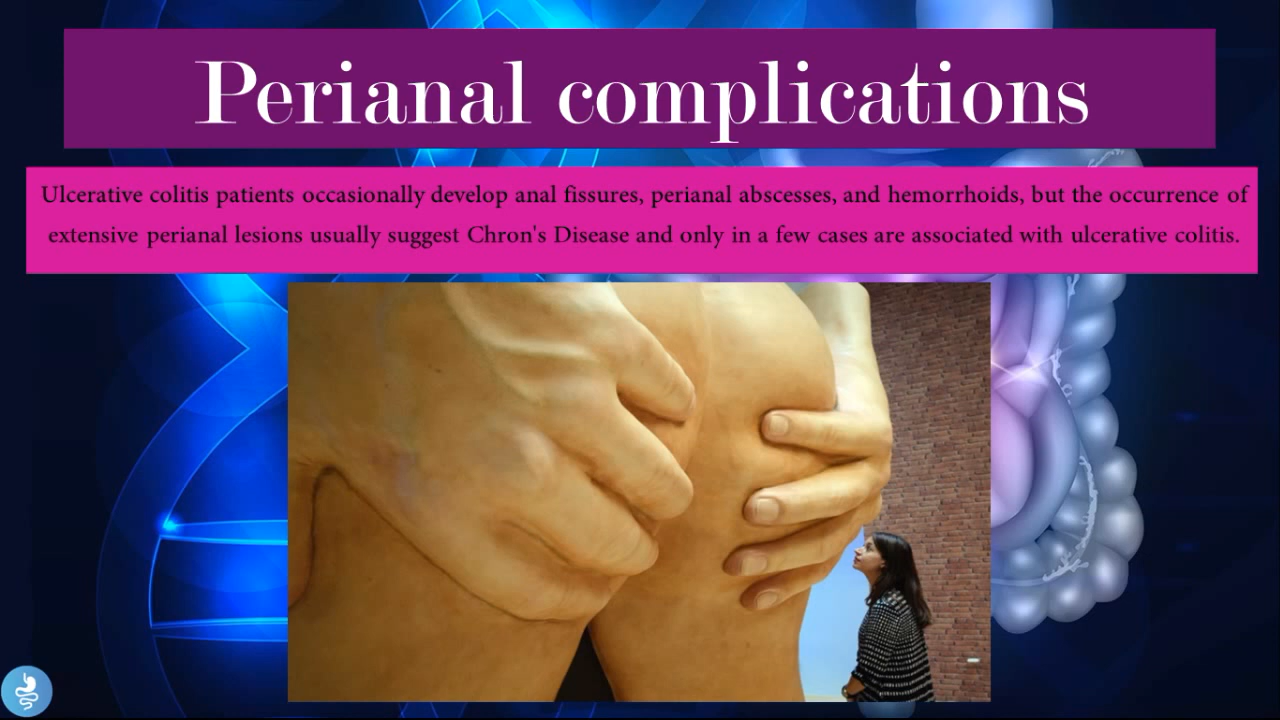 Perianal complications
Ulcerative colitis patients occasionally develop anal fissures, perianal abscesses, and hemorrhoids, but the occurrence of
extensive perianal lesions usually suggest Chron's Disease and only in a few cases are associated with ulcerative colitis.